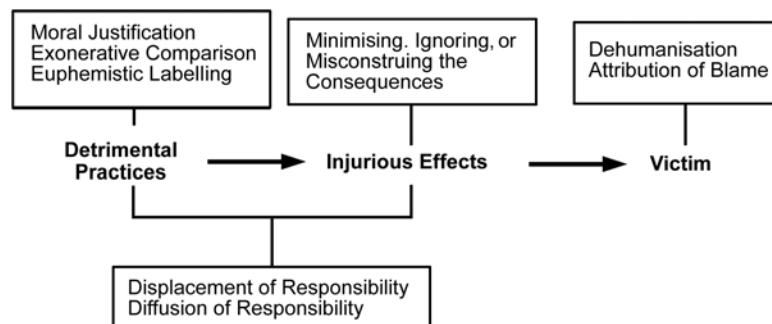 Moral Justification
Exonerative Comparison
Euphemistic Labelling
Minimising. Ignoring, or
Misconstruing the
Consequences
Dehumanisation
Attribution of Blame
Detrimental
Practices
Injurious Effects
Victim
Displacement of Responsibility
Diffusion of Responsibility